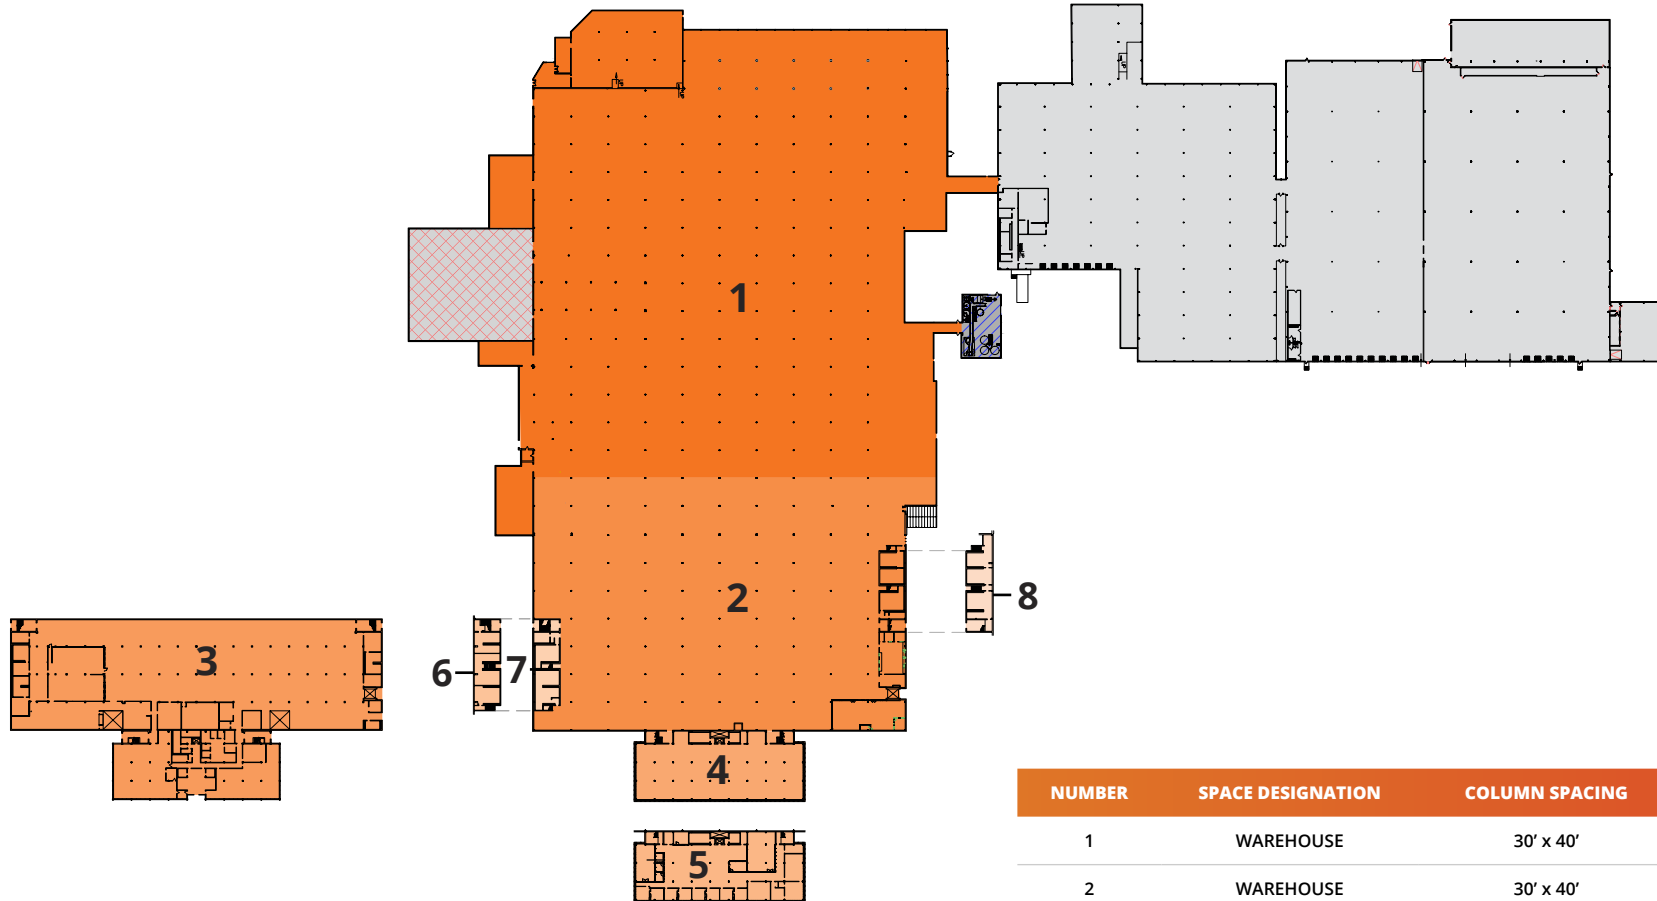 1
2
8
3
6
7
4
5
NUMBER SPACE DESIGNATION COLUMN SPACING
1 WAREHOUSE 30’ x 40’
2 WAREHOUSE 30’ x 40’